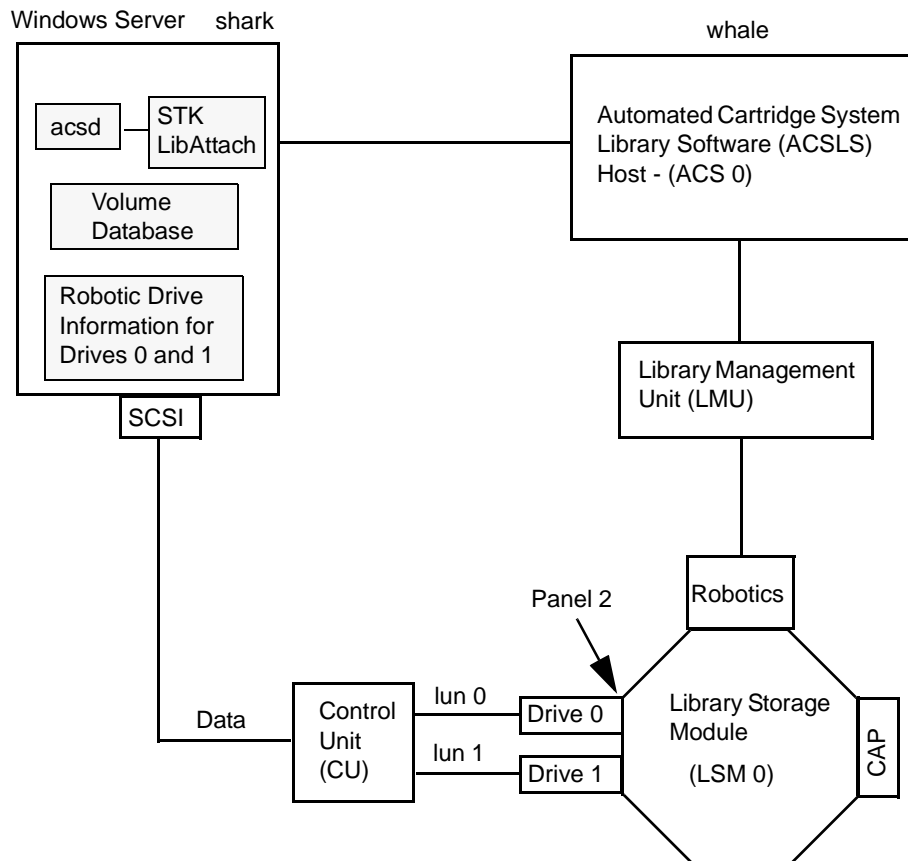 Windows Server shark
whale
acsd
STK
LibAttach
Volume
Database
Robotic Drive
Information for
Drives 0 and 1
SCSI
Automated Cartridge System
Library Software (ACSLS)
Host - (ACS 0)
Library Management
Unit (LMU)
Robotics
Panel 2
Data
Control
Unit
(CU)
lun 0
lun 1
Drive 0
Drive 1
Library Storage
Module
(LSM 0)
CAP